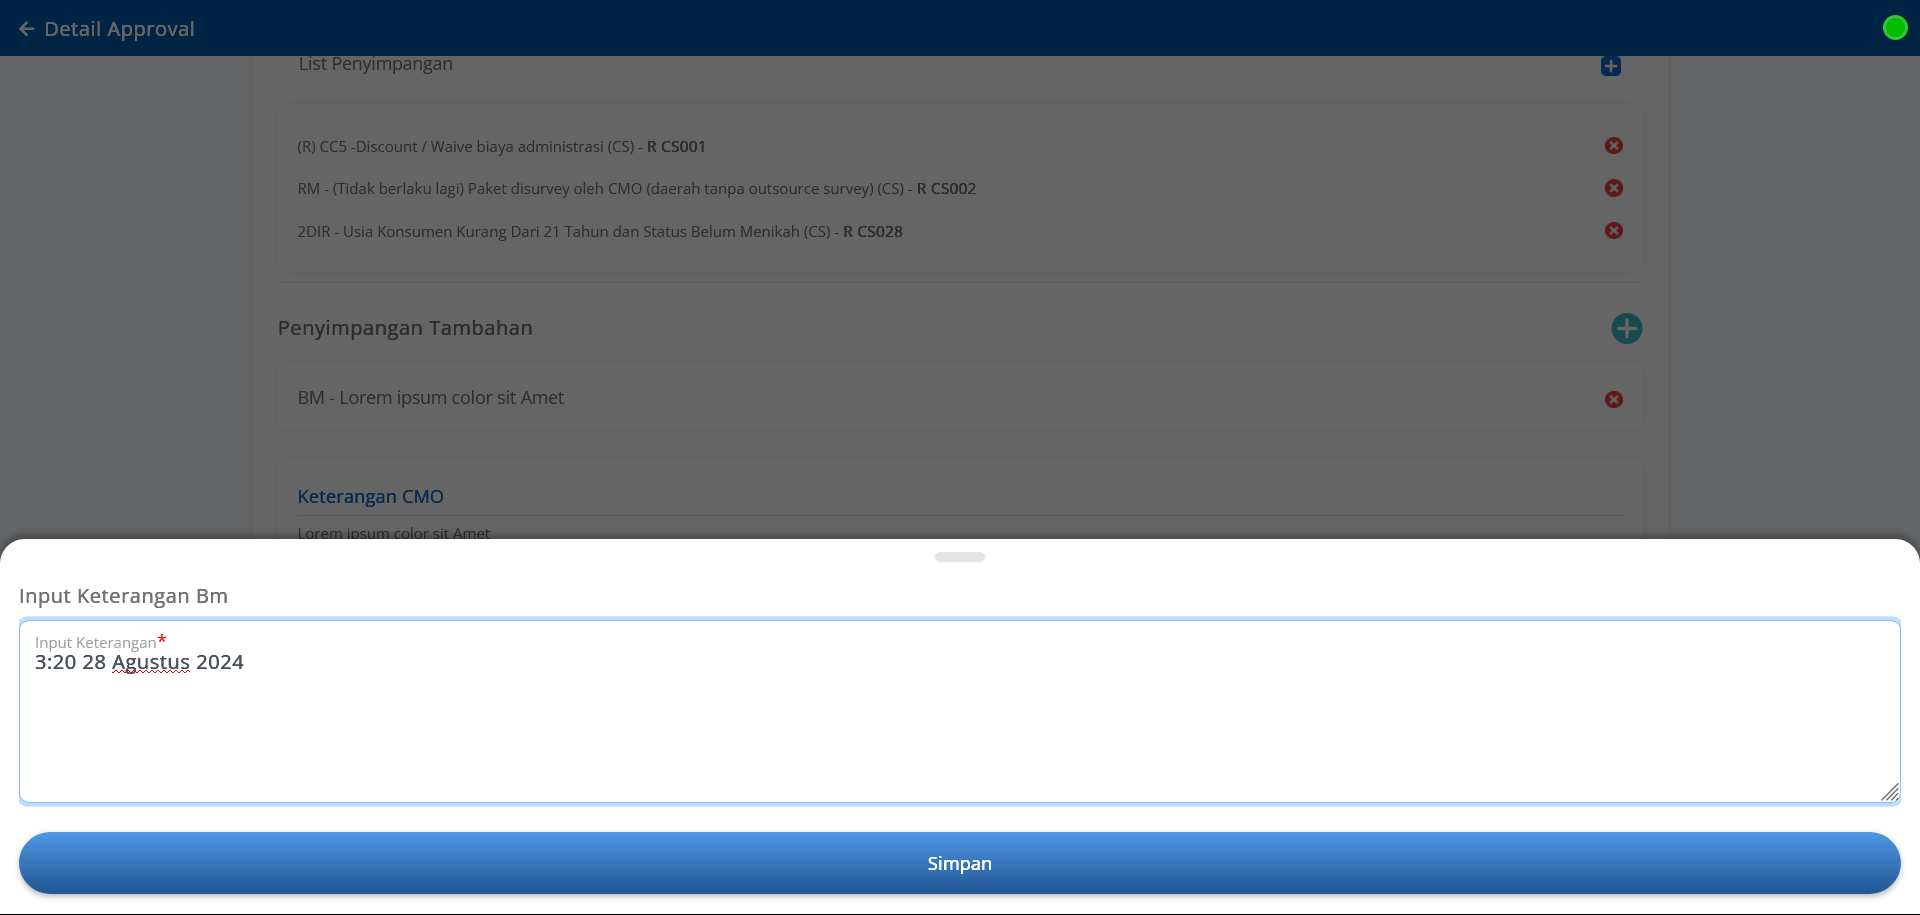 Detail Approval
List Penyimpangan
(R) CC5 -Discount / Waive biaya administrasi (CS) - R CS001
RM - (Tidak berlaku lagi) Paket disurvey oleh CMO (daerah tanpa outsource survey) (CS) - R CS002
2DIR - Usia Konsumen Kurang Dari 21 Tahun dan Status Belum Menikah (CS) - R CS028
Penyimpangan Tambahan
BM - Lorem ipsum color sit Amet
Keterangan CMO
Lorem ipsum color sit Amet
Input Keterangan Bm
Input Keterangan*
3:20 28 Agustus 2024
Simpan